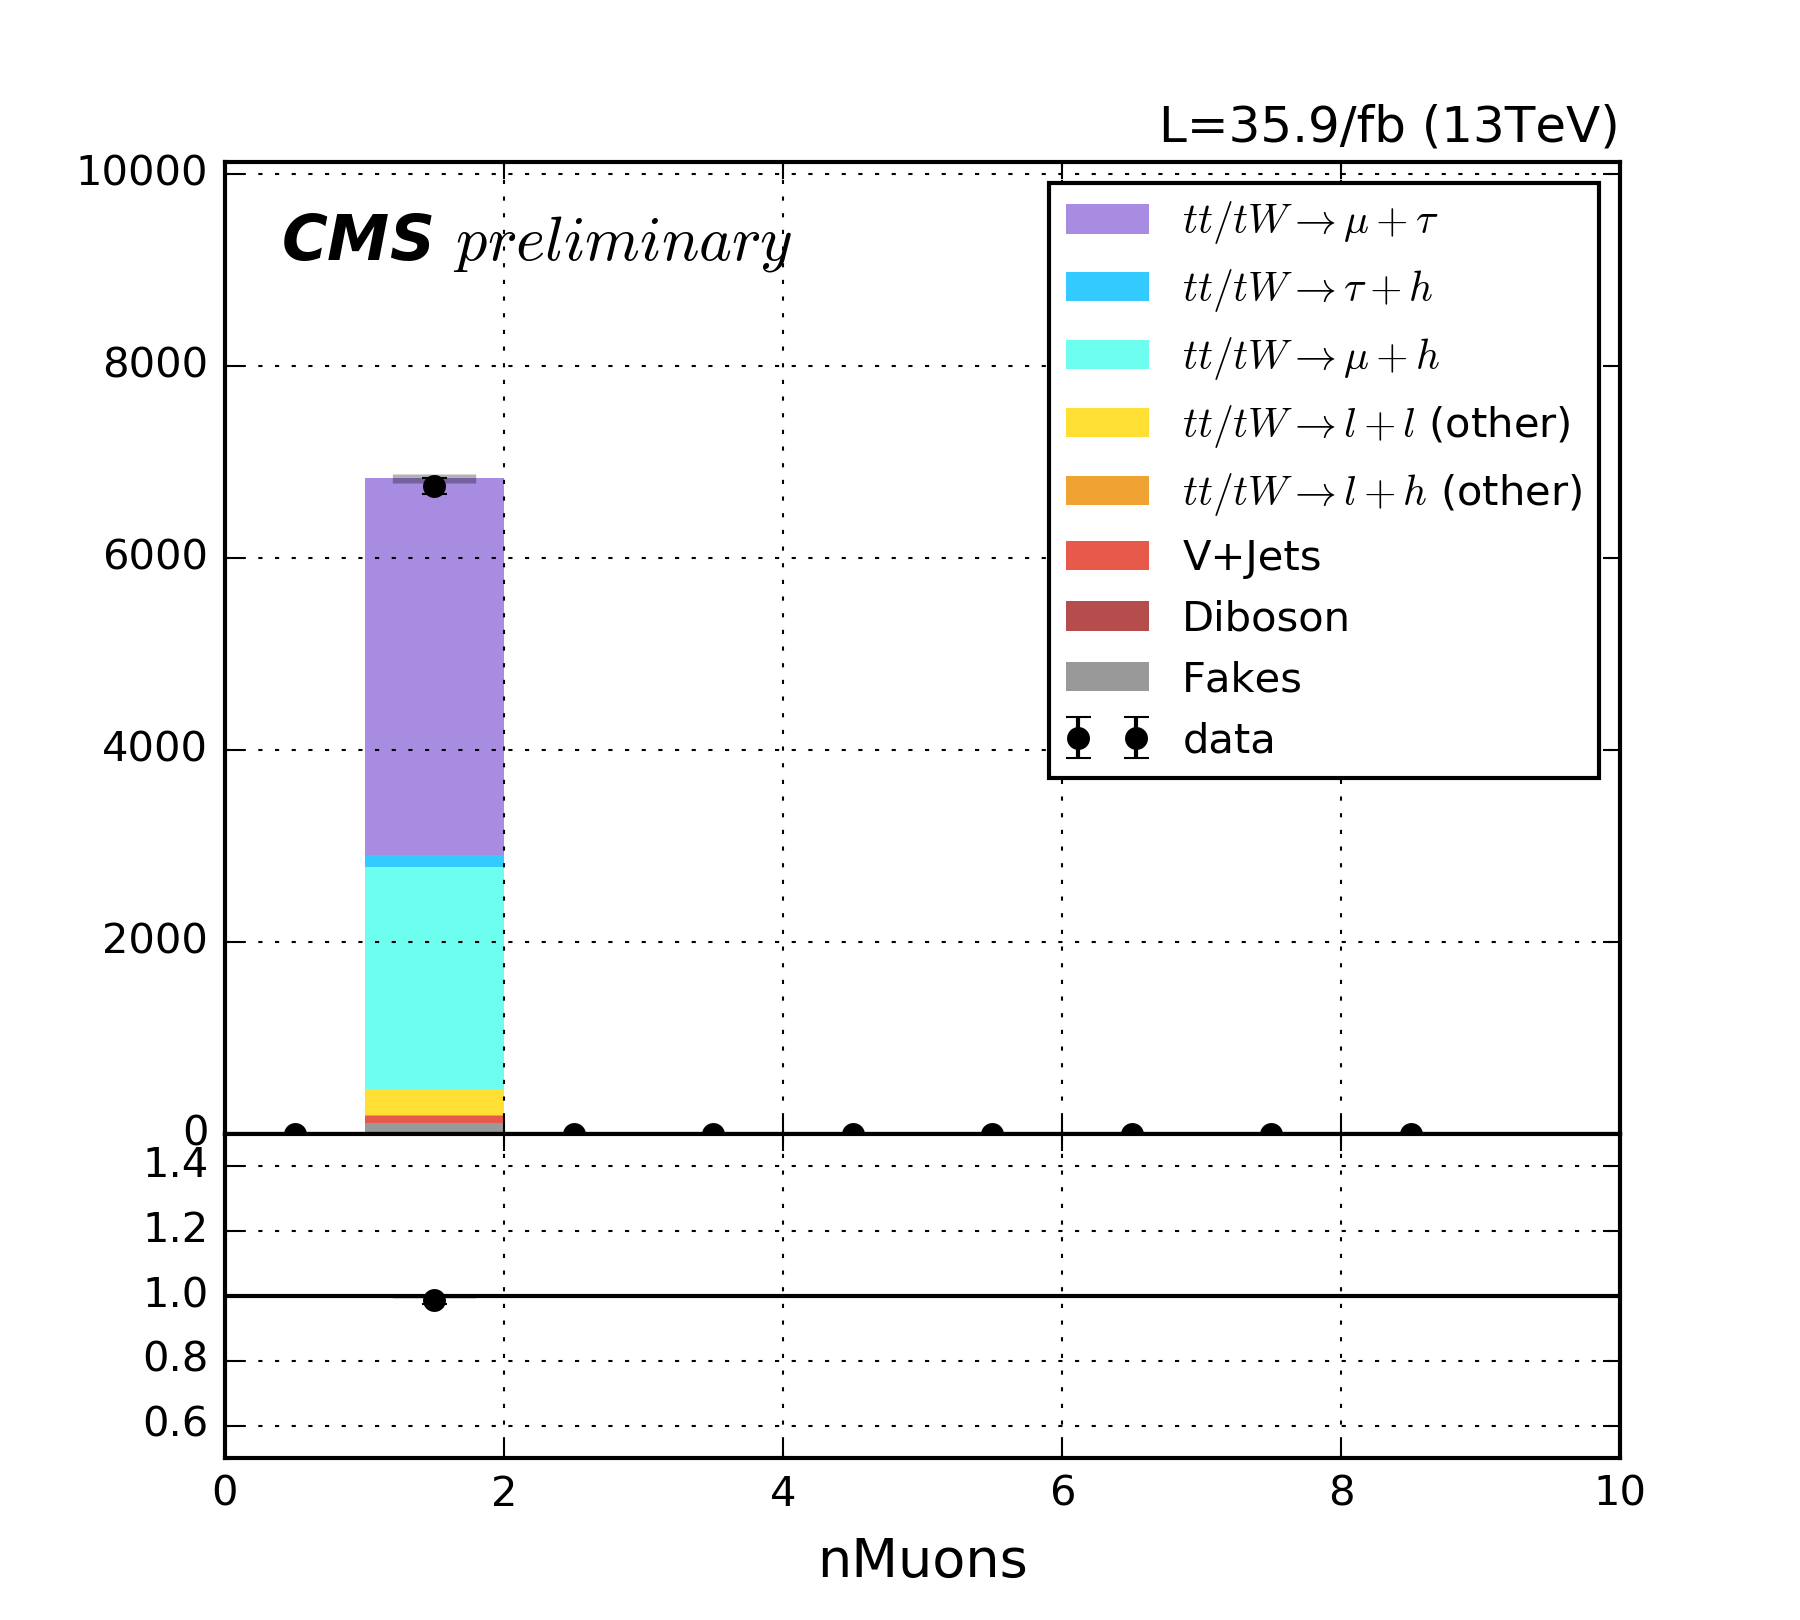 L=35.9/fb (13TeV)
CMS preliminary
10000
8000
6000
4000
2000
0
tt/tW → μ + τ
tt/tW → τ + h
tt/tW → μ + h
tt/tW → l + l (other)
tt/tW → l + h (other)
V+Jets
Diboson
Fakes
data
1.4
1.2
1.0
0.8
0.6
0 2 4 6 8 10
nMuons